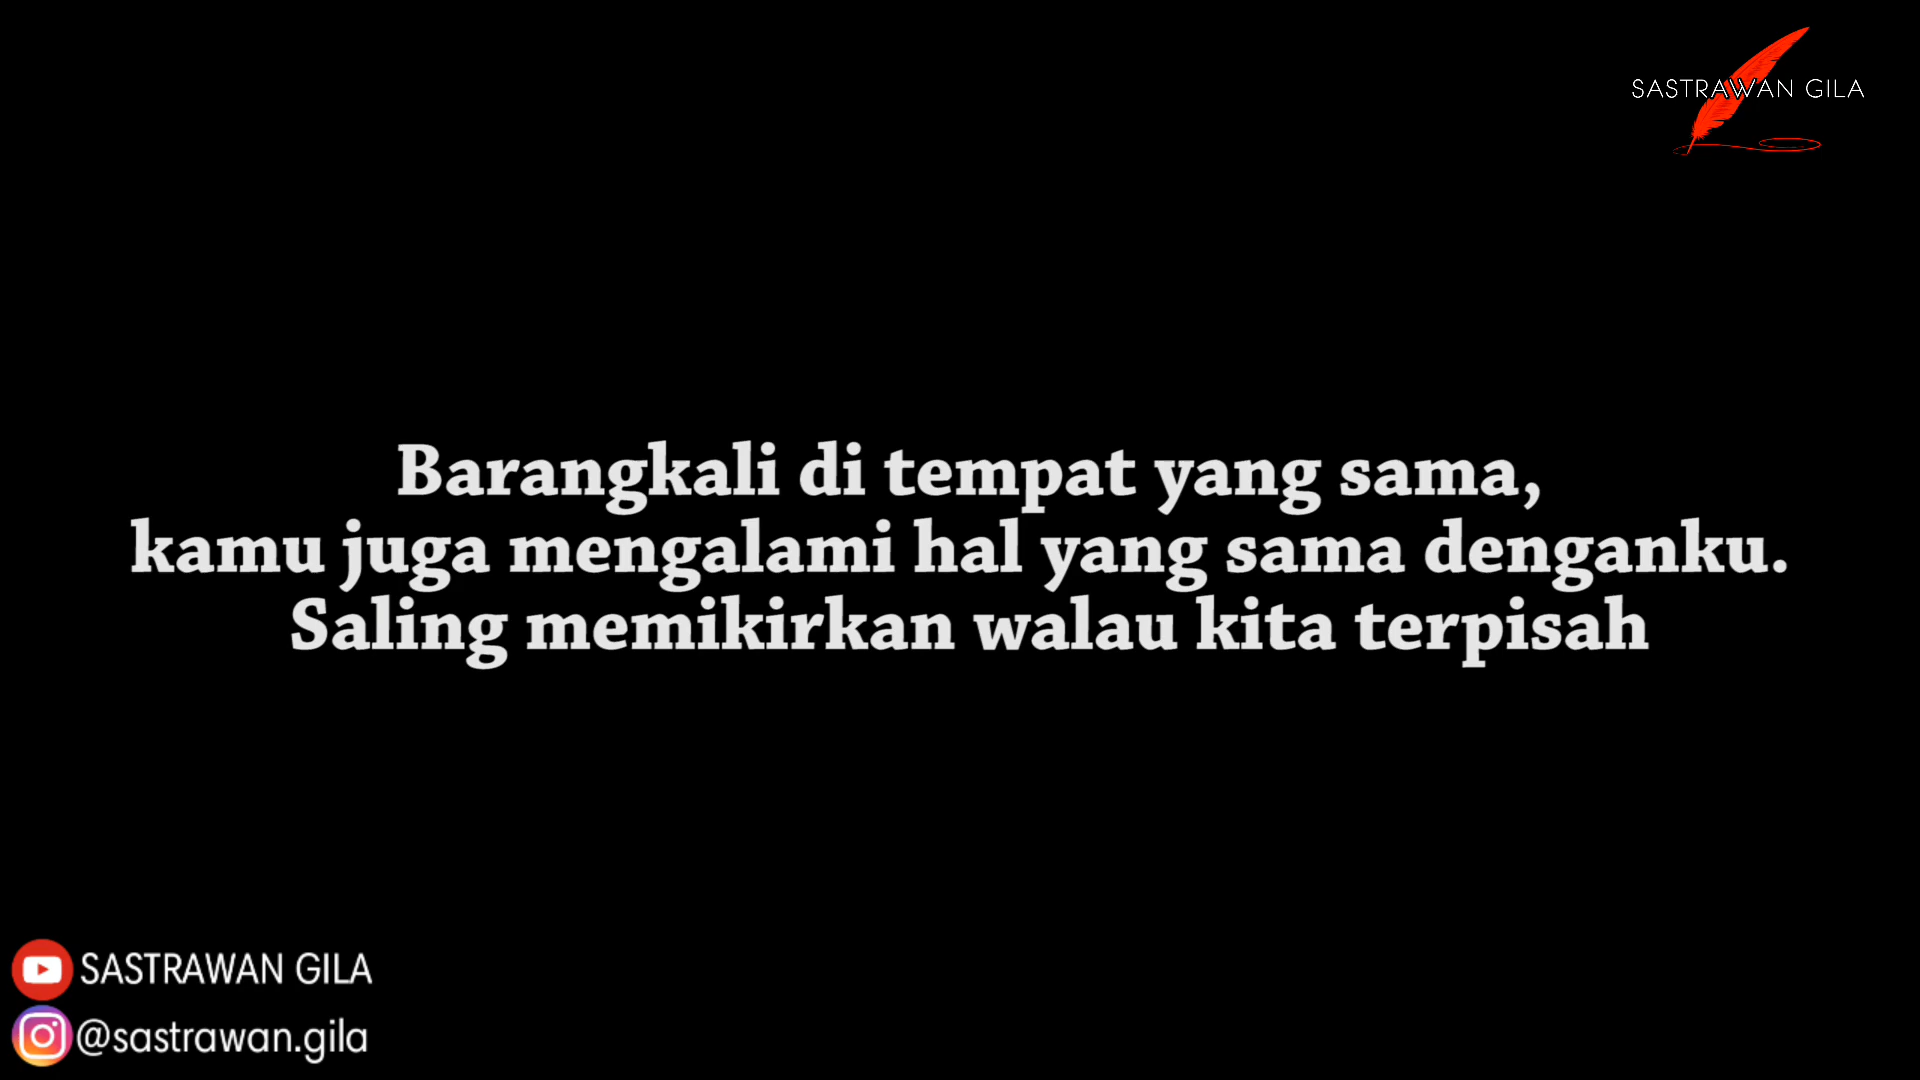 SASTRAWAN GILA
Barangkali di tempat yang sama,
kamu juga mengalami hal yang sama denganku.
Saling memikirkan walau kita terpisah
SASTRAWAN GILA
@sastrawan.gila